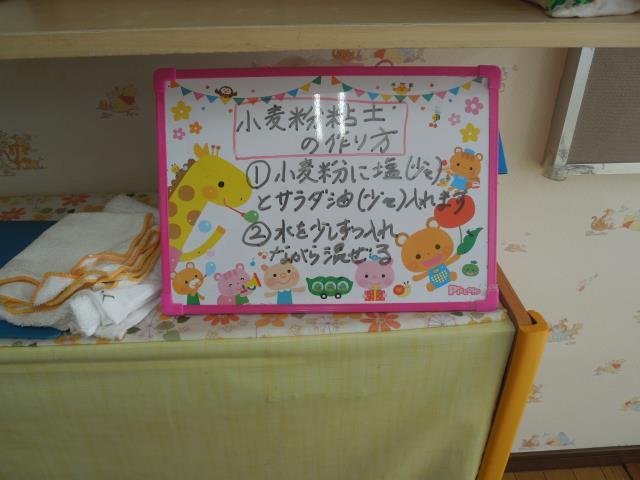 小麦粉粘土
の作り方
① 小麦粉に塩(少々)
とサラダ油(少々)入れます
②水を少しずつ入れ
ながら混ぜる